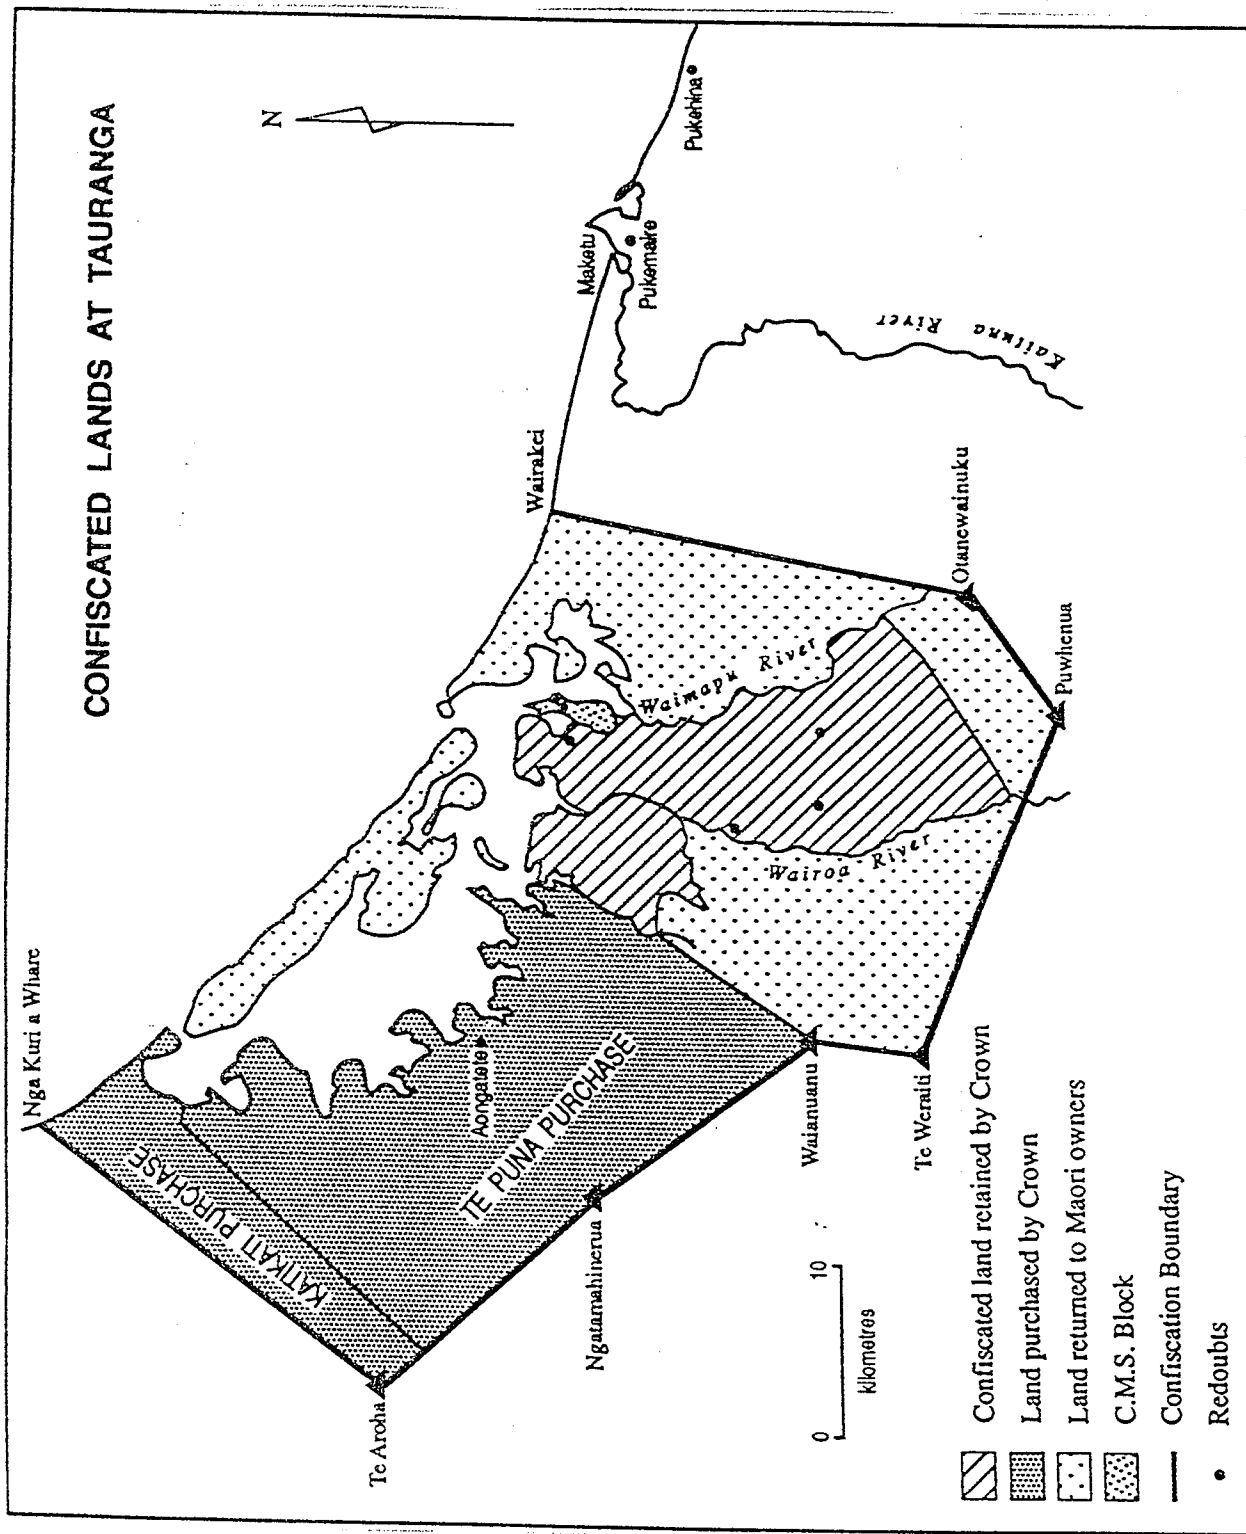 CONFISCATED LANDS AT TAURANGA
N
Nga Kuri a Whare
KATIKATI PURCHASE
Te Aroha
Aongatete
TE PUNA PURCHASE
Ngatamahinerua
Waianuanu
Te Weraiti
Wairoa River
Waimapu River
Puwhenua
Otanewainuku
Wairakei
Maketu
Pukemaire
Pukehina
Kaituna River
0 10
kilometres
Confiscated land retained by Crown
Land purchased by Crown
Land returned to Maori owners
C.M.S. Block
Confiscation Boundary
Redoubts